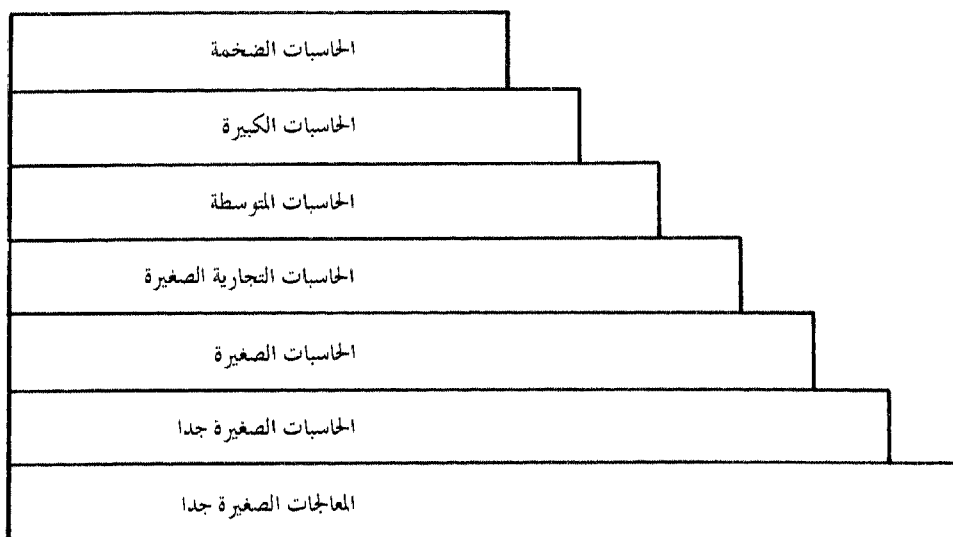 الحاسبات الضخمة
الحاسبات الكبيرة
الحاسبات المتوسطة
الحاسبات التجارية الصغيرة
الحاسبات الصغيرة
الحاسبات الصغيرة جدا
المعالجات الصغيرة جدا